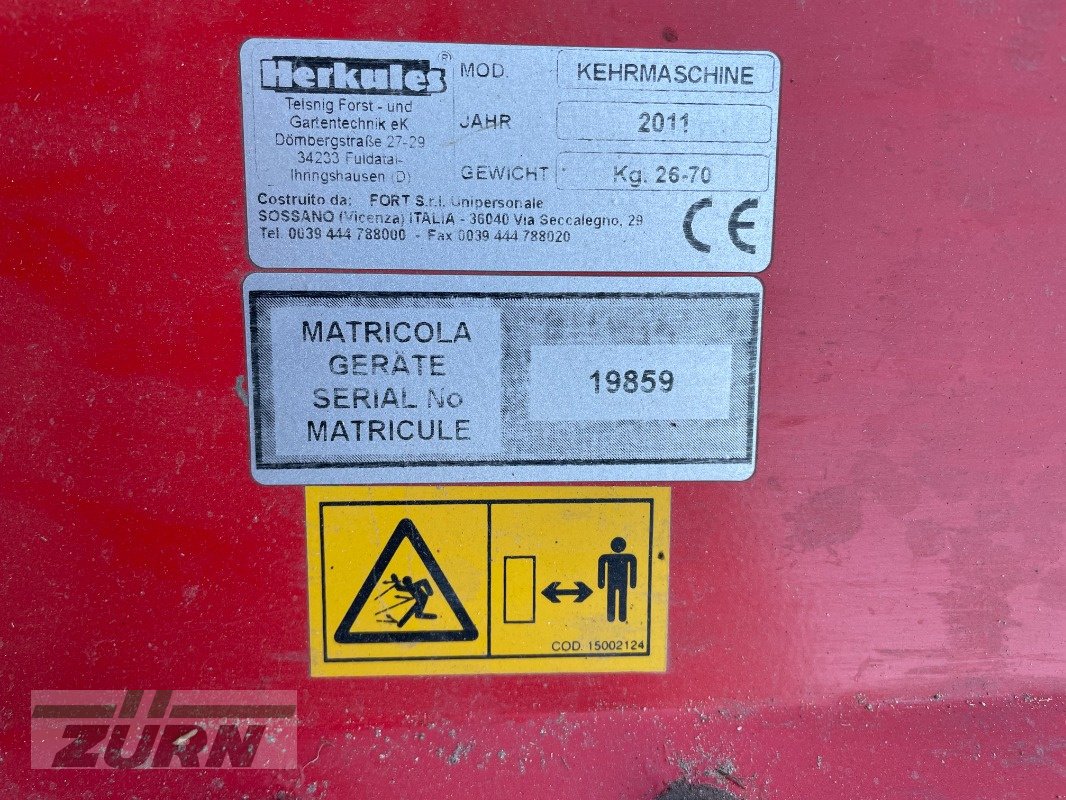 Herkules®
Telsnig Forst - und
Gartentechnik eK
Dörnbergstraße 27-29
34233 Fuldatal-
Ihringshausen (D)
MOD. KEHRMASCHINE
JAHR 2011
GEWICHT Kg. 26-70
Costruito da: FORT S.r.l. Unipersonale
SOSSANO (Vicenza) ITALIA - 36040 Via Seccalegno, 29
Tel. 0039 444 788000 - Fax 0039 444 788020
CE
MATRICOLA
GERÄTE
SERIAL No
MATRICULE
19859
COD. 15002124
ZÜRN